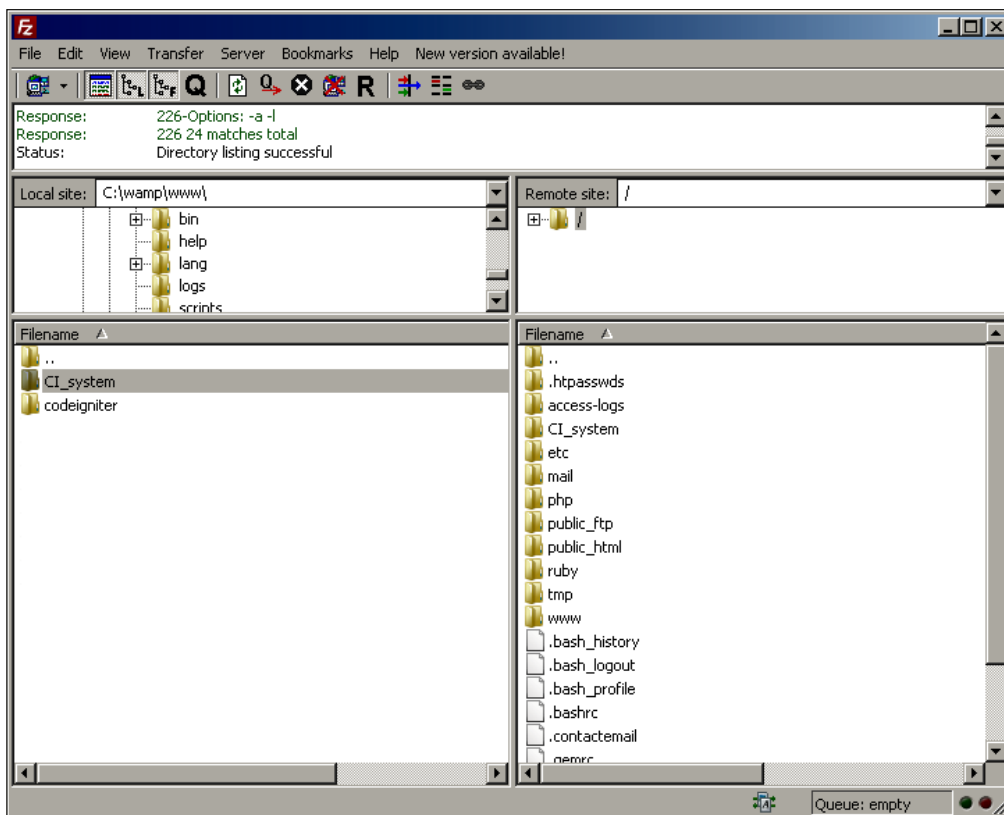 Fz
File Edit View Transfer Server Bookmarks Help New version available!
L F Q Q R
Response: 226-Options: -a -l
Response: 226 24 matches total
Status: Directory listing successful
Local site: C:\wamp\www\
bin
help
lang
logs
scripts
Remote site: /
/
Filename
..
CI_system
codeigniter
Filename
..
.htpasswds
access-logs
CI_system
etc
mail
php
public_ftp
public_html
ruby
tmp
www
.bash_history
.bash_logout
.bash_profile
.bashrc
.contactemail
.gemrc
A
Queue: empty